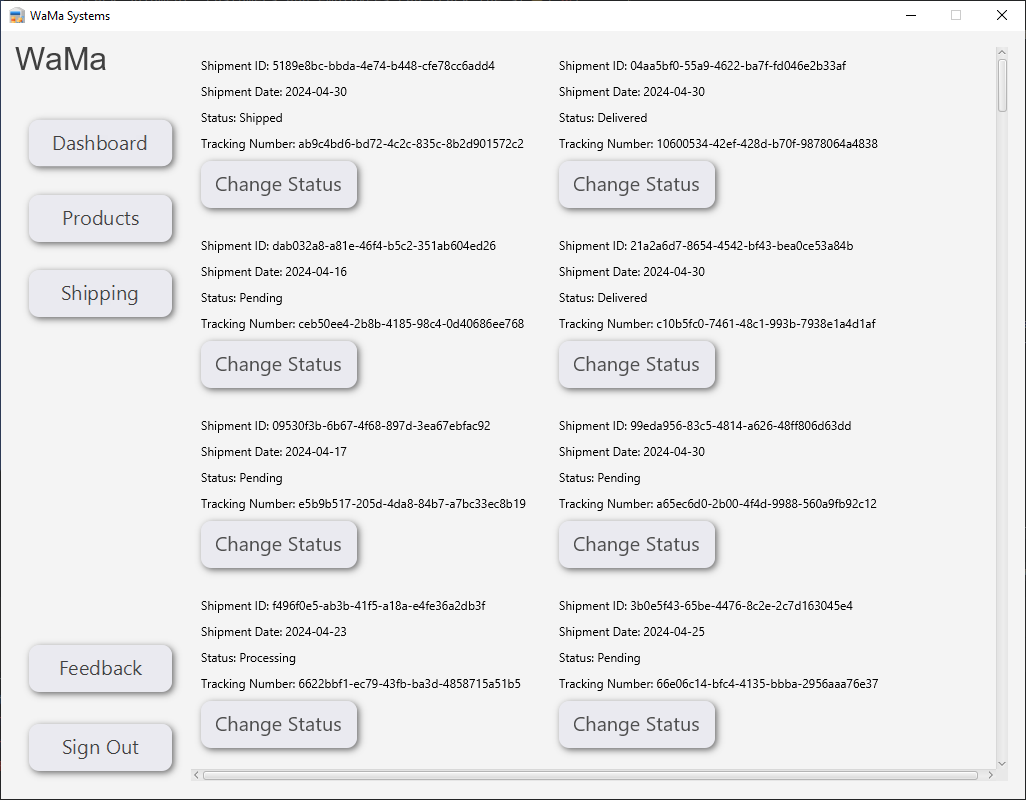 WaMa Systems
WaMa
Dashboard
Products
Shipping
Feedback
Sign Out
Shipment ID: 5189e8bc-bbda-4e74-b448-cfe78cc6add4
Shipment Date: 2024-04-30
Status: Shipped
Tracking Number: ab9c4bd6-bd72-4c2c-835c-8b2d901572c2
Change Status
Shipment ID: 04aa5bf0-55a9-4622-ba7f-fd046e2b33af
Shipment Date: 2024-04-30
Status: Delivered
Tracking Number: 10600534-42ef-428d-b70f-9878064a4838
Change Status
Shipment ID: dab032a8-a81e-46f4-b5c2-351ab604ed26
Shipment Date: 2024-04-16
Status: Pending
Tracking Number: ceb50ee4-2b8b-4185-98c4-0d40686ee768
Change Status
Shipment ID: 21a2a6d7-8654-4542-bf43-bea0ce53a84b
Shipment Date: 2024-04-30
Status: Delivered
Tracking Number: c10b5fc0-7461-48c1-993b-7938e1a4d1af
Change Status
Shipment ID: 09530f3b-6b67-4f68-897d-3ea67ebfac92
Shipment Date: 2024-04-17
Status: Pending
Tracking Number: e5b9b517-205d-4da8-84b7-a7bc33ec8b19
Change Status
Shipment ID: 99eda956-83c5-4814-a626-48ff806d63dd
Shipment Date: 2024-04-30
Status: Pending
Tracking Number: a65ec6d0-2b00-4f4d-9988-560a9fb92c12
Change Status
Shipment ID: f496f0e5-ab3b-41f5-a18a-e4fe36a2db3f
Shipment Date: 2024-04-23
Status: Processing
Tracking Number: 6622bbf1-ec79-43fb-ba3d-4858715a51b5
Change Status
Shipment ID: 3b0e5f43-65be-4476-8c2e-2c7d163045e4
Shipment Date: 2024-04-25
Status: Pending
Tracking Number: 66e06c14-bfc4-4135-bbba-2956aaa76e37
Change Status